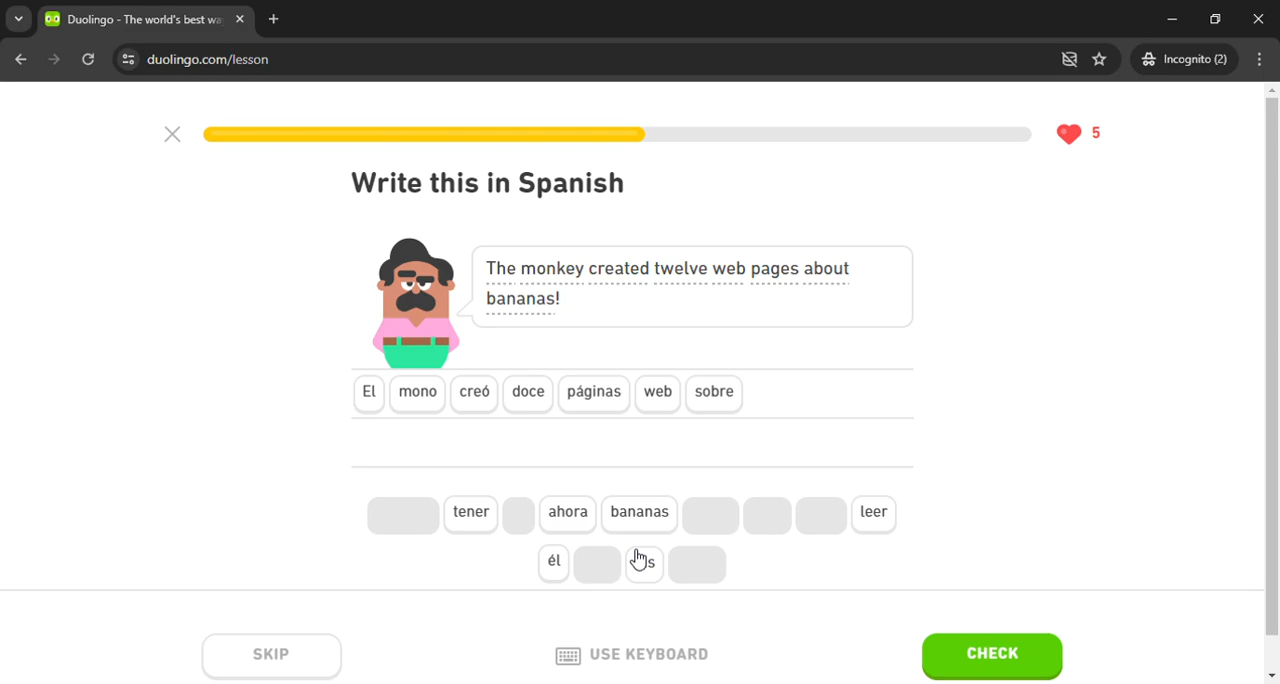 Duolingo - The world's best wa
duolingo.com/lesson
Incognito (2)
5
Write this in Spanish
The monkey created twelve web pages about
bananas!
El mono creó doce páginas web sobre
tener ahora bananas leer
él
SKIP USE KEYBOARD CHECK